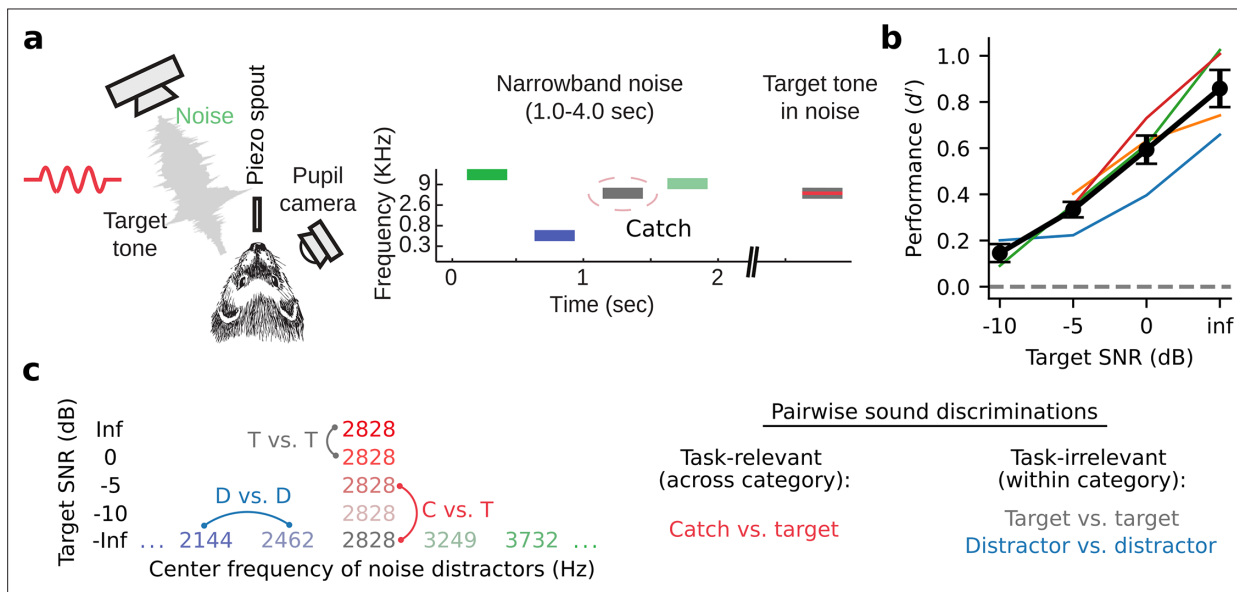 a
Noise
Target
tone
Piezo spout
Pupil
camera
Narrowband noise
(1.0-4.0 sec)
Target tone
in noise
Frequency (KHz)
9
2.6
0.8
0.3
Catch
0
1
2
Time (sec)
b
Performance (d')
1.0
0.8
0.6
0.4
0.2
0.0
-10 -5 0 inf
Target SNR (dB)
c
Target SNR (dB)
Inf 2828
T vs. T
0 2828
-5 2828
D vs. D
C vs. T
-10 2828
-Inf ... 2144 2462 2828 3249 3732 ...
Center frequency of noise distractors (Hz)
Pairwise sound discriminations
Task-relevant
(across category):
Catch vs. target
Task-irrelevant
(within category):
Target vs. target
Distractor vs. distractor